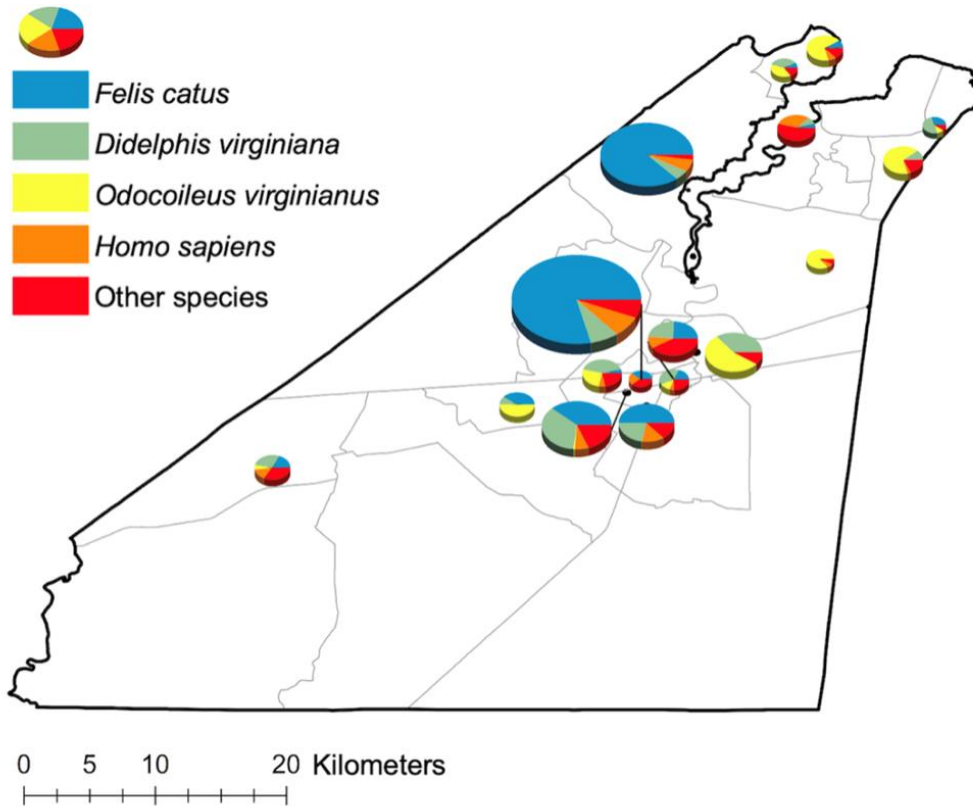 Felis catus
Didelphis virginiana
Odocoileus virginianus
Homo sapiens
Other species
0 5 10 20 Kilometers